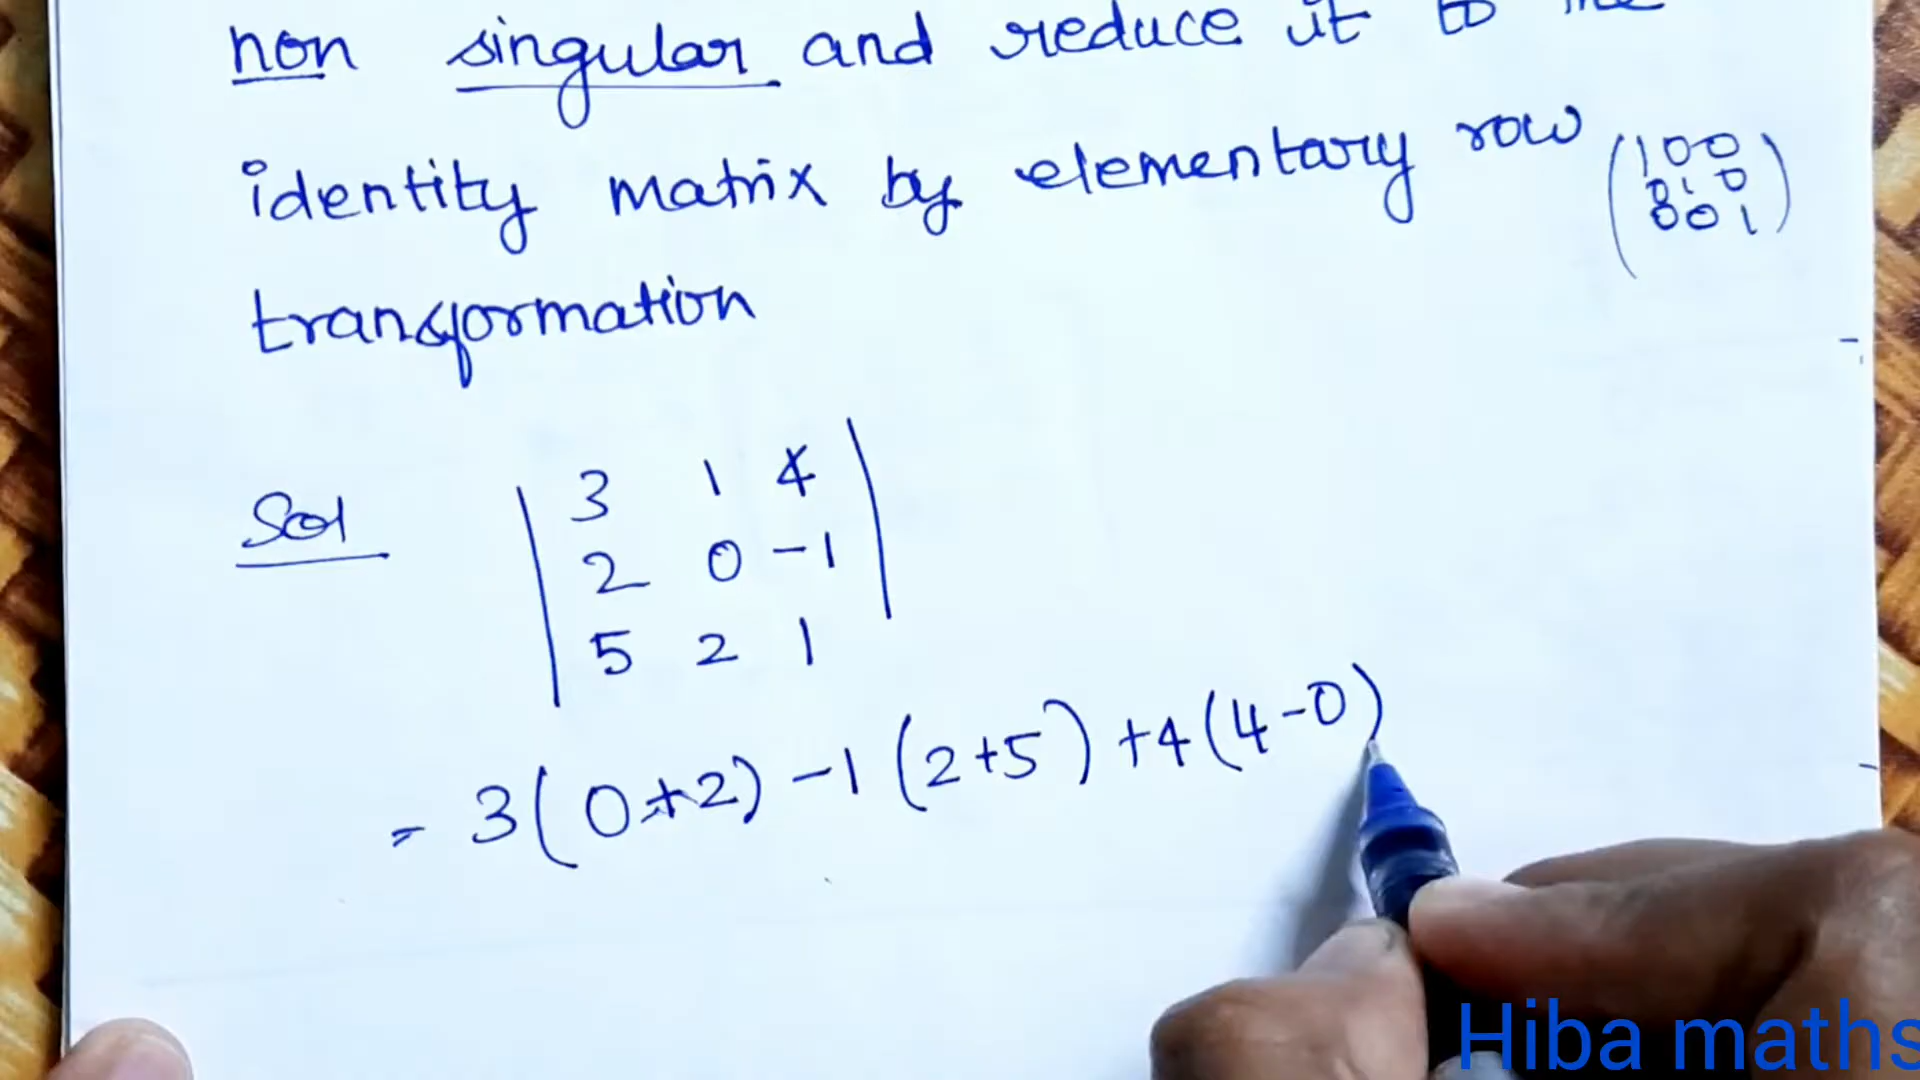 non singular and reduce it to the
identity matrix by elementary row
1 0 0
0 1 0
0 0 1
transformation
Sol
3 1 4
2 0 -1
5 2 1
= 3(0+2) -1(2+5) +4(4-0)
Hiba maths